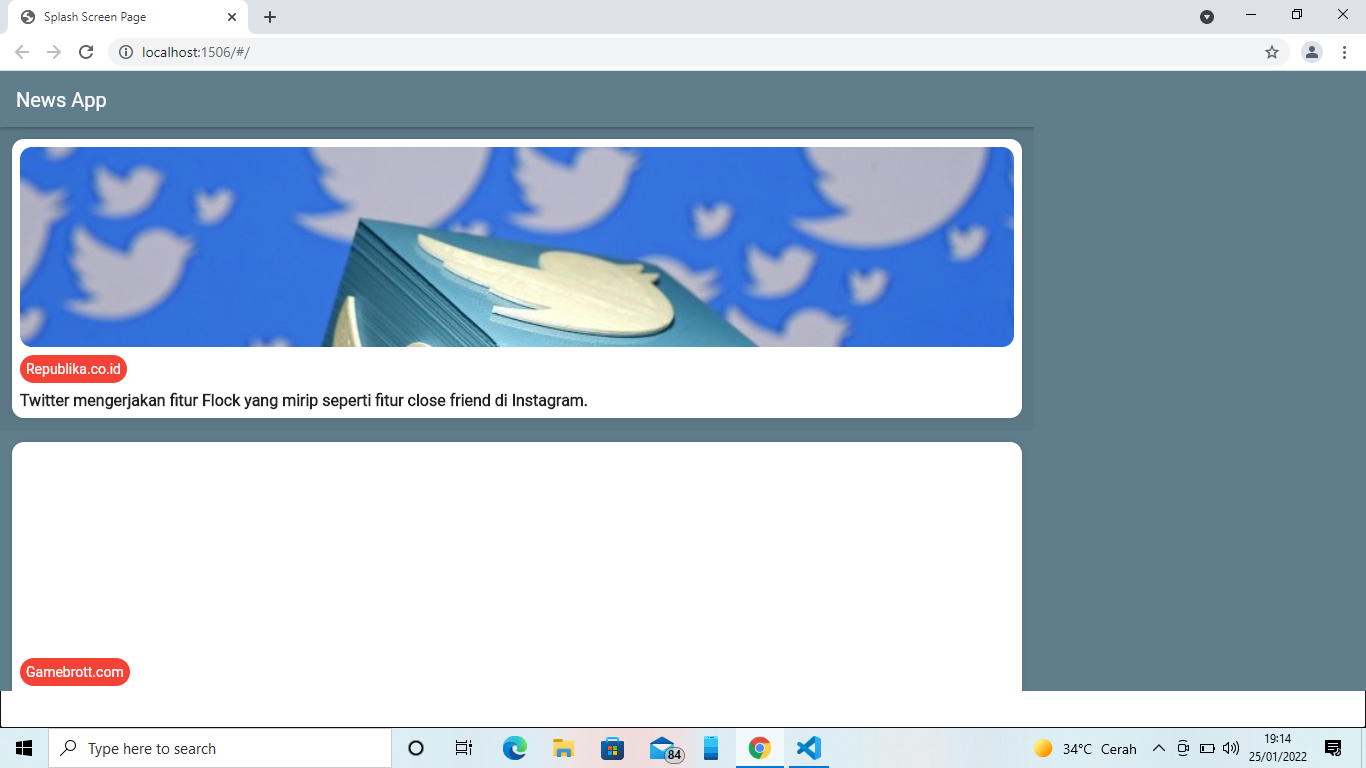 Splash Screen Page
localhost:1506/#/
News App
Republika.co.id
Twitter mengerjakan fitur Flock yang mirip seperti fitur close friend di Instagram.
Gamebrott.com
Type here to search
84
34°C Cerah
19:14
25/01/2022